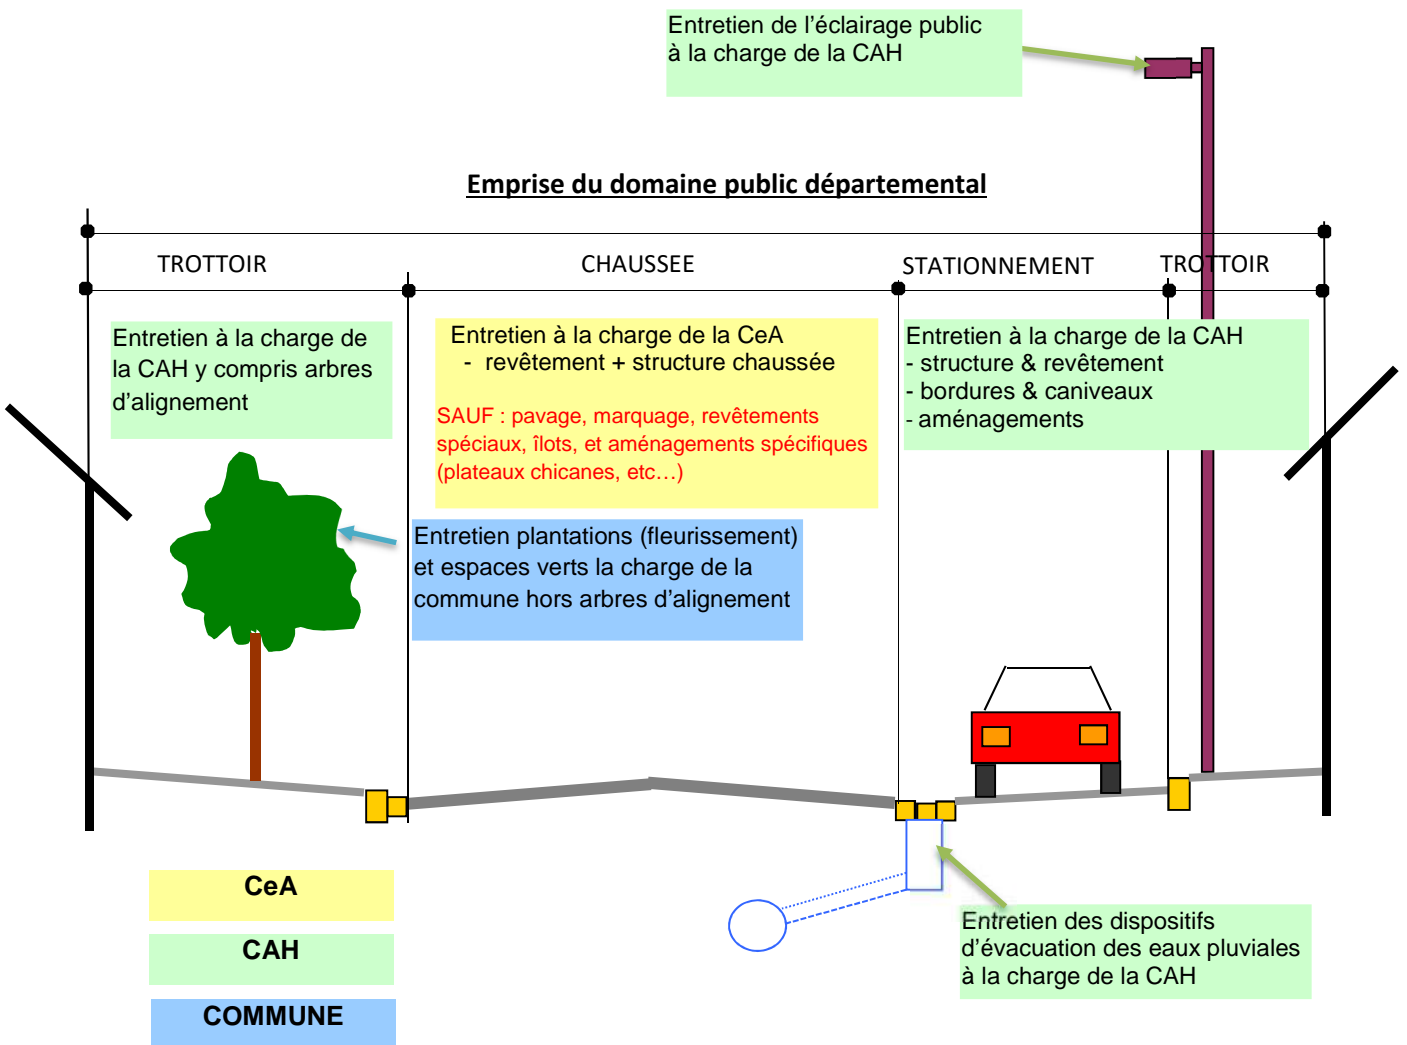 Entretien de l'éclairage public
à la charge de la CAH
Emprise du domaine public départemental
TROTTOIR
CHAUSSEE
STATIONNEMENT
TROTTOIR
Entretien à la charge de
la CAH y compris arbres
d'alignement
Entretien à la charge de la CeA
- revêtement + structure chaussée
SAUF : pavage, marquage, revêtements
spéciaux, îlots, et aménagements spécifiques
(plateaux chicanes, etc…)
Entretien à la charge de la CAH
- structure & revêtement
- bordures & caniveaux
- aménagements
Entretien plantations (fleurissement)
et espaces verts la charge de la
commune hors arbres d'alignement
CeA
CAH
COMMUNE
Entretien des dispositifs
d'évacuation des eaux pluviales
à la charge de la CAH